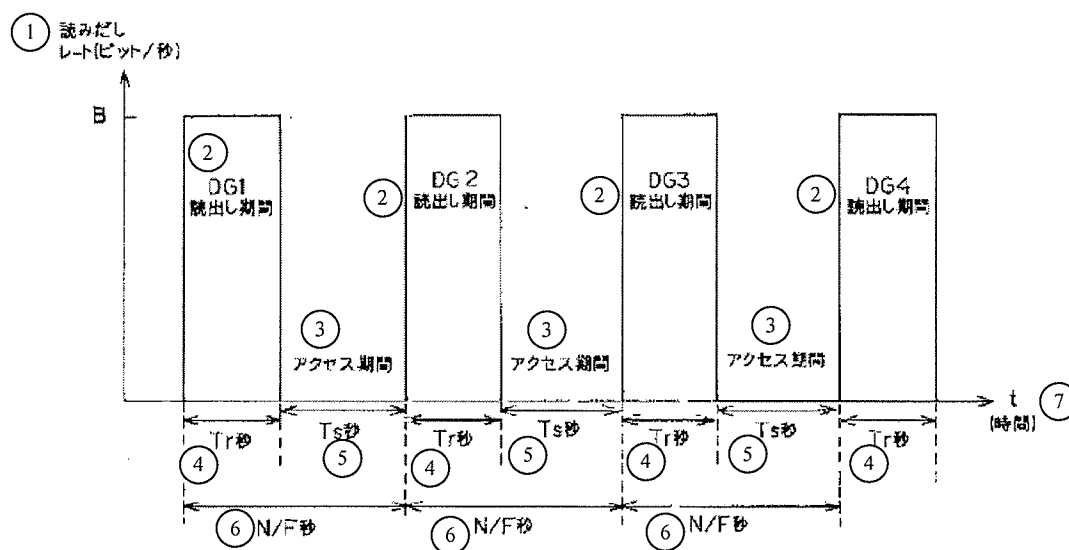 ① 読みだし
レート(ビット/秒)
B
②
DG1
読出し期間
②
DG2
読出し期間
②
DG3
読出し期間
②
DG4
読出し期間
③
アクセス期間
③
アクセス期間
③
アクセス期間
t
(時間)
⑦
Tr秒
Ts秒
Tr秒
Ts秒
Tr秒
Ts秒
Tr秒
④
⑤
④
⑤
④
⑤
④
⑥ N/F秒
⑥ N/F秒
⑥ N/F秒